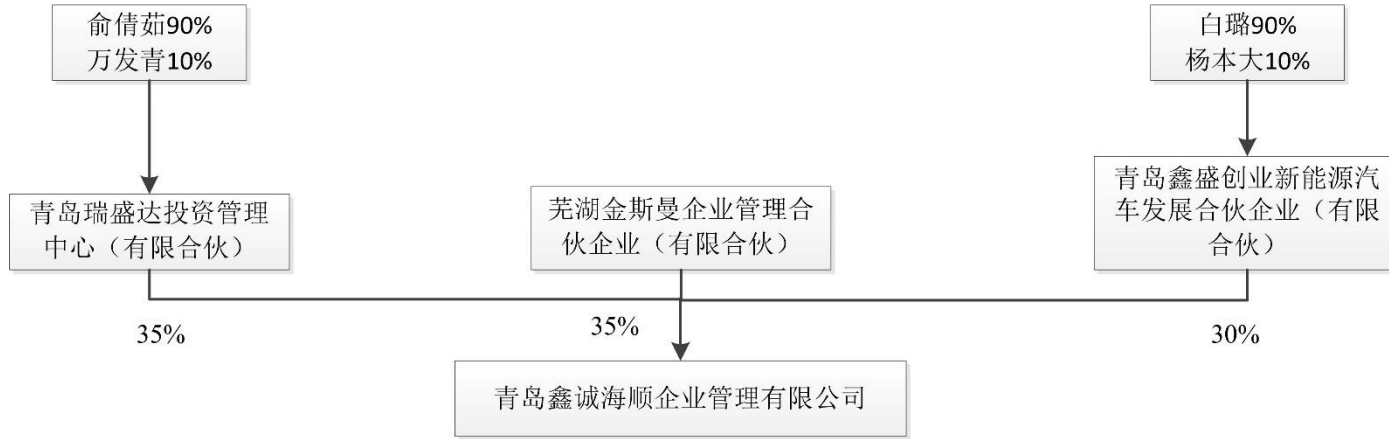 俞倩茹90%
万发青10%
白璐90%
杨本大10%
青岛瑞盛达投资管理
中心（有限合伙）
芜湖金斯曼企业管理合
伙企业（有限合伙）
青岛鑫盛创业新能源汽
车发展合伙企业（有限
合伙）
35%
35%
30%
青岛鑫诚海顺企业管理有限公司